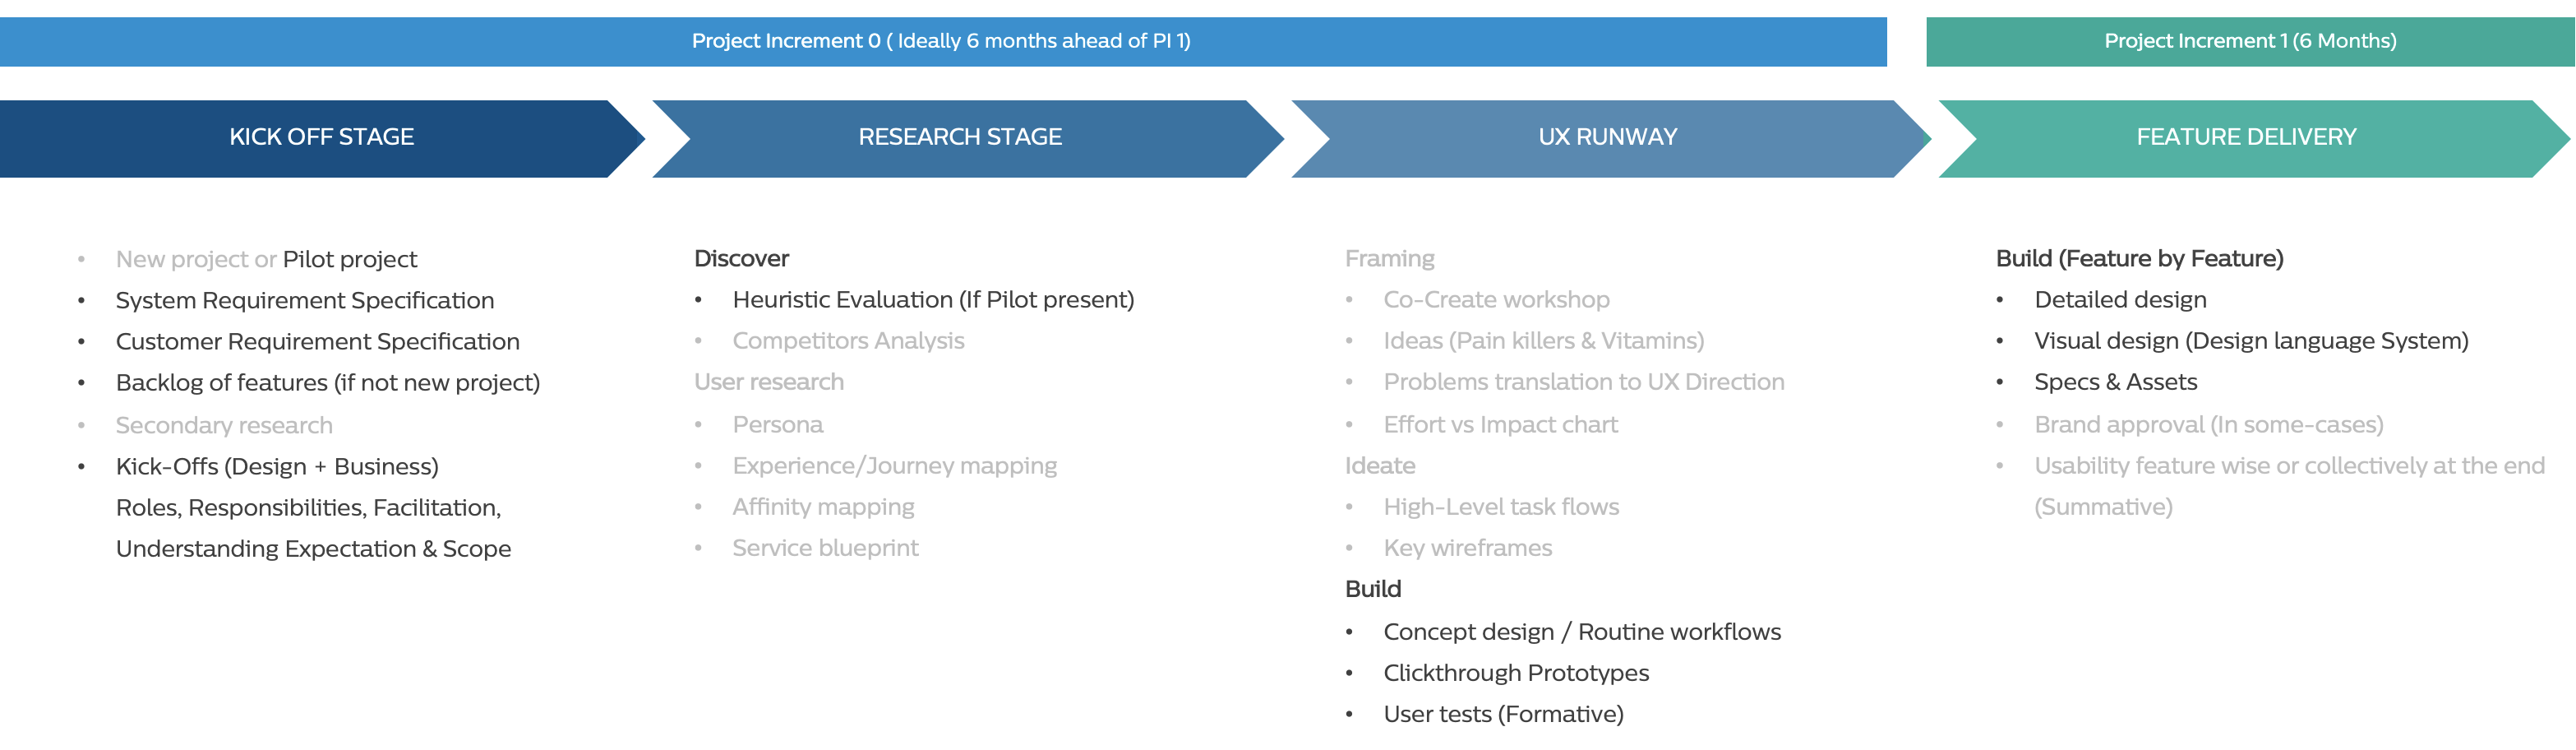 Project Increment 0 ( Ideally 6 months ahead of PI 1)
Project Increment 1 (6 Months)
KICK OFF STAGE
RESEARCH STAGE
UX RUNWAY
FEATURE DELIVERY
• New project or Pilot project
• System Requirement Specification
• Customer Requirement Specification
• Backlog of features (if not new project)
• Secondary research
• Kick-Offs (Design + Business)
Roles, Responsibilities, Facilitation,
Understanding Expectation & Scope
Discover
• Heuristic Evaluation (If Pilot present)
• Competitors Analysis
User research
• Persona
• Experience/Journey mapping
• Affinity mapping
• Service blueprint
Framing
• Co-Create workshop
• Ideas (Pain killers & Vitamins)
• Problems translation to UX Direction
• Effort vs Impact chart
Ideate
• High-Level task flows
• Key wireframes
Build
• Concept design / Routine workflows
• Clickthrough Prototypes
• User tests (Formative)
Build (Feature by Feature)
• Detailed design
• Visual design (Design language System)
• Specs & Assets
• Brand approval (In some-cases)
• Usability feature wise or collectively at the end
(Summative)